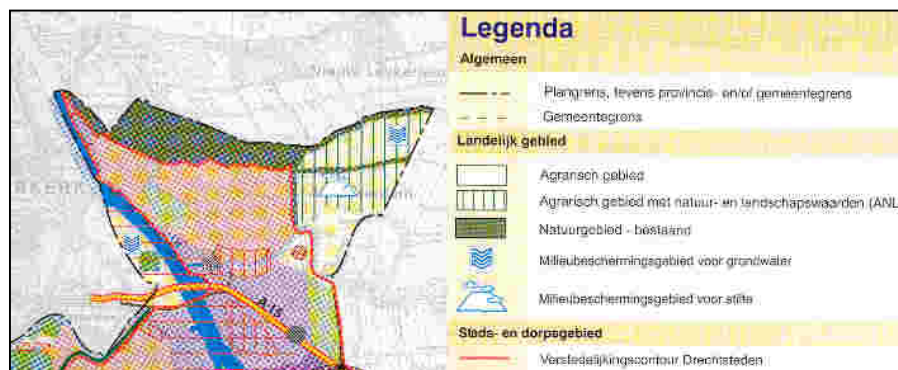 Legenda
Algemeen
Plangrens, tevens provincie- en/of gemeentegrens
Gemeentegrens
Landelijk gebied
Agrarisch gebied
Agrarisch gebied met natuur- en landschapswaarden (ANL
Natuurgebied - bestaand
Milieubeschermingsgebied voor grondwater
Milieubeschermingsgebied voor stilte
Stads- en dorpsgebied
Verstedelijkingscontour Drechtsteden
A15